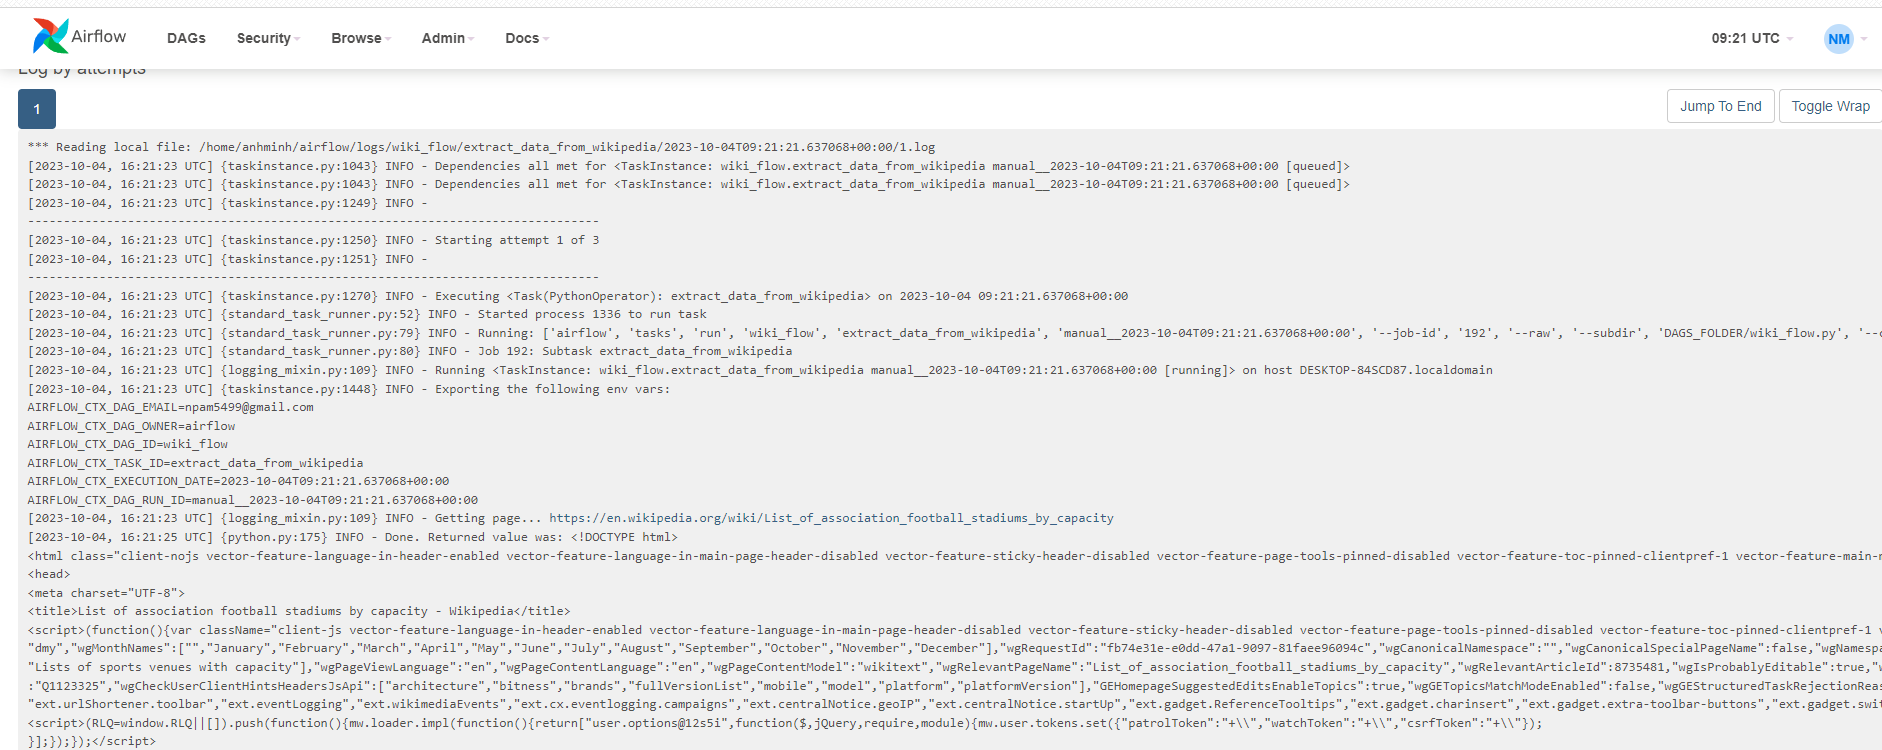 Airflow DAGs Security Browse Admin Docs 09:21 UTC NM
Log by attempts
1 Jump To End Toggle Wrap
*** Reading local file: /home/anhminh/airflow/logs/wiki_flow/extract_data_from_wikipedia/2023-10-04T09:21:21.637068+00:00/1.log
[2023-10-04, 16:21:23 UTC] {taskinstance.py:1043} INFO - Dependencies all met for <TaskInstance: wiki_flow.extract_data_from_wikipedia manual__2023-10-04T09:21:21.637068+00:00 [queued]>
[2023-10-04, 16:21:23 UTC] {taskinstance.py:1043} INFO - Dependencies all met for <TaskInstance: wiki_flow.extract_data_from_wikipedia manual__2023-10-04T09:21:21.637068+00:00 [queued]>
[2023-10-04, 16:21:23 UTC] {taskinstance.py:1249} INFO -
--------------------------------------------------------------------------------
[2023-10-04, 16:21:23 UTC] {taskinstance.py:1250} INFO - Starting attempt 1 of 3
[2023-10-04, 16:21:23 UTC] {taskinstance.py:1251} INFO -
--------------------------------------------------------------------------------
[2023-10-04, 16:21:23 UTC] {taskinstance.py:1270} INFO - Executing <Task(PythonOperator): extract_data_from_wikipedia> on 2023-10-04 09:21:21.637068+00:00
[2023-10-04, 16:21:23 UTC] {standard_task_runner.py:52} INFO - Started process 1336 to run task
[2023-10-04, 16:21:23 UTC] {standard_task_runner.py:79} INFO - Running: ['airflow', 'tasks', 'run', 'wiki_flow', 'extract_data_from_wikipedia', 'manual__2023-10-04T09:21:21.637068+00:00', '--job-id', '192', '--raw', '--subdir', 'DAGS_FOLDER/wiki_flow.py',
[2023-10-04, 16:21:23 UTC] {standard_task_runner.py:80} INFO - Job 192: Subtask extract_data_from_wikipedia
[2023-10-04, 16:21:23 UTC] {logging_mixin.py:109} INFO - Running <TaskInstance: wiki_flow.extract_data_from_wikipedia manual__2023-10-04T09:21:21.637068+00:00 [running]> on host DESKTOP-84SCD87.localdomain
[2023-10-04, 16:21:23 UTC] {taskinstance.py:1448} INFO - Exporting the following env vars:
AIRFLOW_CTX_DAG_EMAIL=npam5499@gmail.com
AIRFLOW_CTX_DAG_OWNER=airflow
AIRFLOW_CTX_DAG_ID=wiki_flow
AIRFLOW_CTX_TASK_ID=extract_data_from_wikipedia
AIRFLOW_CTX_EXECUTION_DATE=2023-10-04T09:21:21.637068+00:00
AIRFLOW_CTX_DAG_RUN_ID=manual__2023-10-04T09:21:21.637068+00:00
[2023-10-04, 16:21:23 UTC] {logging_mixin.py:109} INFO - Getting page... https://en.wikipedia.org/wiki/List_of_association_football_stadiums_by_capacity
[2023-10-04, 16:21:25 UTC] {python.py:175} INFO - Done. Returned value was: <!DOCTYPE html>
<html class="client-nojs vector-feature-language-in-header-enabled vector-feature-language-in-main-page-header-disabled vector-feature-sticky-header-disabled vector-feature-page-tools-pinned-disabled vector-feature-toc-pinned-clientpref-1
<head>
<meta charset="UTF-8">
<title>List of association football stadiums by capacity - Wikipedia</title>
<script>(function(){var className="client-js vector-feature-language-in-header-enabled vector-feature-language-in-main-page-header-disabled vector-feature-sticky-header-disabled vector-feature-page-tools-pinned-disabled vector-feature-toc-pinned-clientpref-1
"dmy","wgMonthNames":["","January","February","March","April","May","June","July","August","September","October","November","December"],"wgRequestId":"fb74e31e-e0dd-47a1-9097-81faee96094c","wgCanonicalNamespace":"","wgCanonicalSpecialPageName":false,
"Lists of sports venues with capacity"],"wgPageViewLanguage":"en","wgPageContentLanguage":"en","wgPageContentModel":"wikitext","wgRelevantPageName":"List_of_association_football_stadiums_by_capacity","wgRelevantArticleId":8735481,"wgIsProbablyEditable":true,
:"Q1123325","wgCheckUserClientHintsHeadersJsApi":["architecture","bitness","brands","fullVersionList","mobile","model","platform","platformVersion"],"GEHomepageSuggestedEditsEnableTopics":true,"wgGETopicsMatchModeEnabled":false,
"ext.urlShortener.toolbar","ext.eventLogging","ext.wikimediaEvents","ext.cx.eventlogging.campaigns","ext.centralNotice.geoIP","ext.centralNotice.startUp","ext.gadget.ReferenceTooltips","ext.gadget.charinsert","ext.gadget.extra-toolbar-buttons",
<script>(RLQ=window.RLQ||[]).push(function(){mw.loader.impl(function(){return["user.options@12s5i",function($,jQuery,require,module){mw.user.tokens.set({"patrolToken":"+\\","watchToken":"+\\","csrfToken":"+\\"});
}];});});</script>